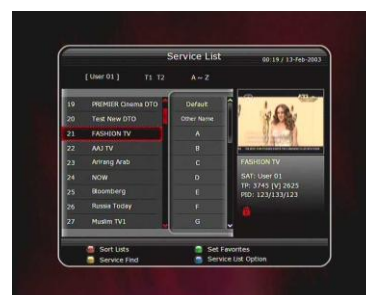 Service List
00:19 / 13-Feb-2003
[ User 01 ] T1 T2 A ~ Z
19 PREMIER Cinema DTO
20 Test New DTO
21 FASHION TV
22 AAJ TV
23 Arirang Arab
24 NOW
25 Bloomberg
26 Russia Today
27 Muslim TV1
Default
Other Name
A
B
C
D
E
F
G
FASHION TV
SAT: User 01
TP: 3745 [V] 2625
PID: 123/133/123
Sort Lists
Set Favorites
Service Find
Service List Option